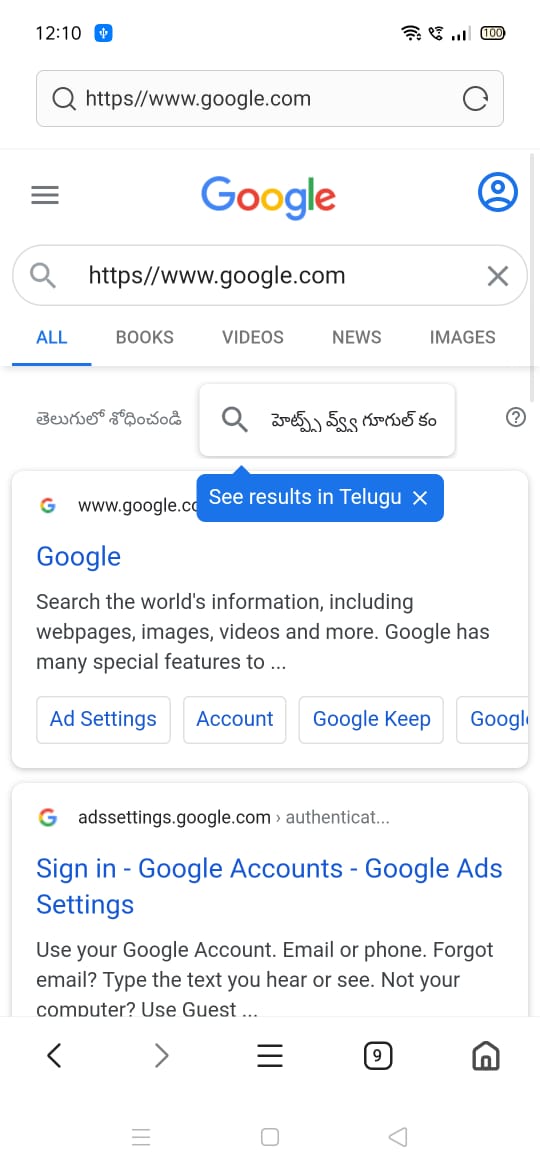 12:10
100
https//www.google.com
Google
https//www.google.com
ALL BOOKS VIDEOS NEWS IMAGES
తెలుగులో శోధించండి
హెట్ప్స్ వ్వ్వ్ గూగుల్ కం
See results in Telugu
www.google.co
Google
Search the world's information, including
webpages, images, videos and more. Google has
many special features to ...
Ad Settings Account Google Keep Google
adssettings.google.com › authenticat...
Sign in - Google Accounts - Google Ads
Settings
Use your Google Account. Email or phone. Forgot
email? Type the text you hear or see. Not your
computer? Use Guest ...
9